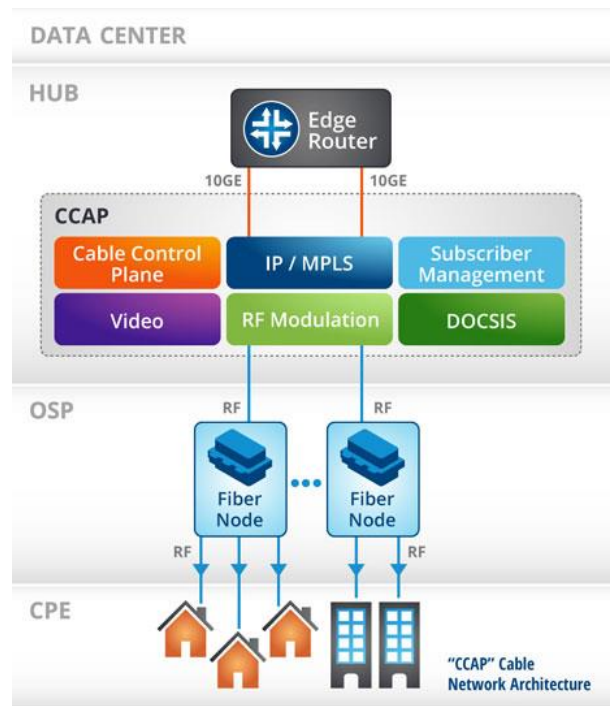 DATA CENTER
HUB
Edge
Router
10GE
10GE
CCAP
Cable Control
Plane
IP / MPLS
Subscriber
Management
Video
RF Modulation
DOCSIS
OSP
RF
RF
Fiber
Node
Fiber
Node
RF
RF
CPE
"CCAP" Cable
Network Architecture